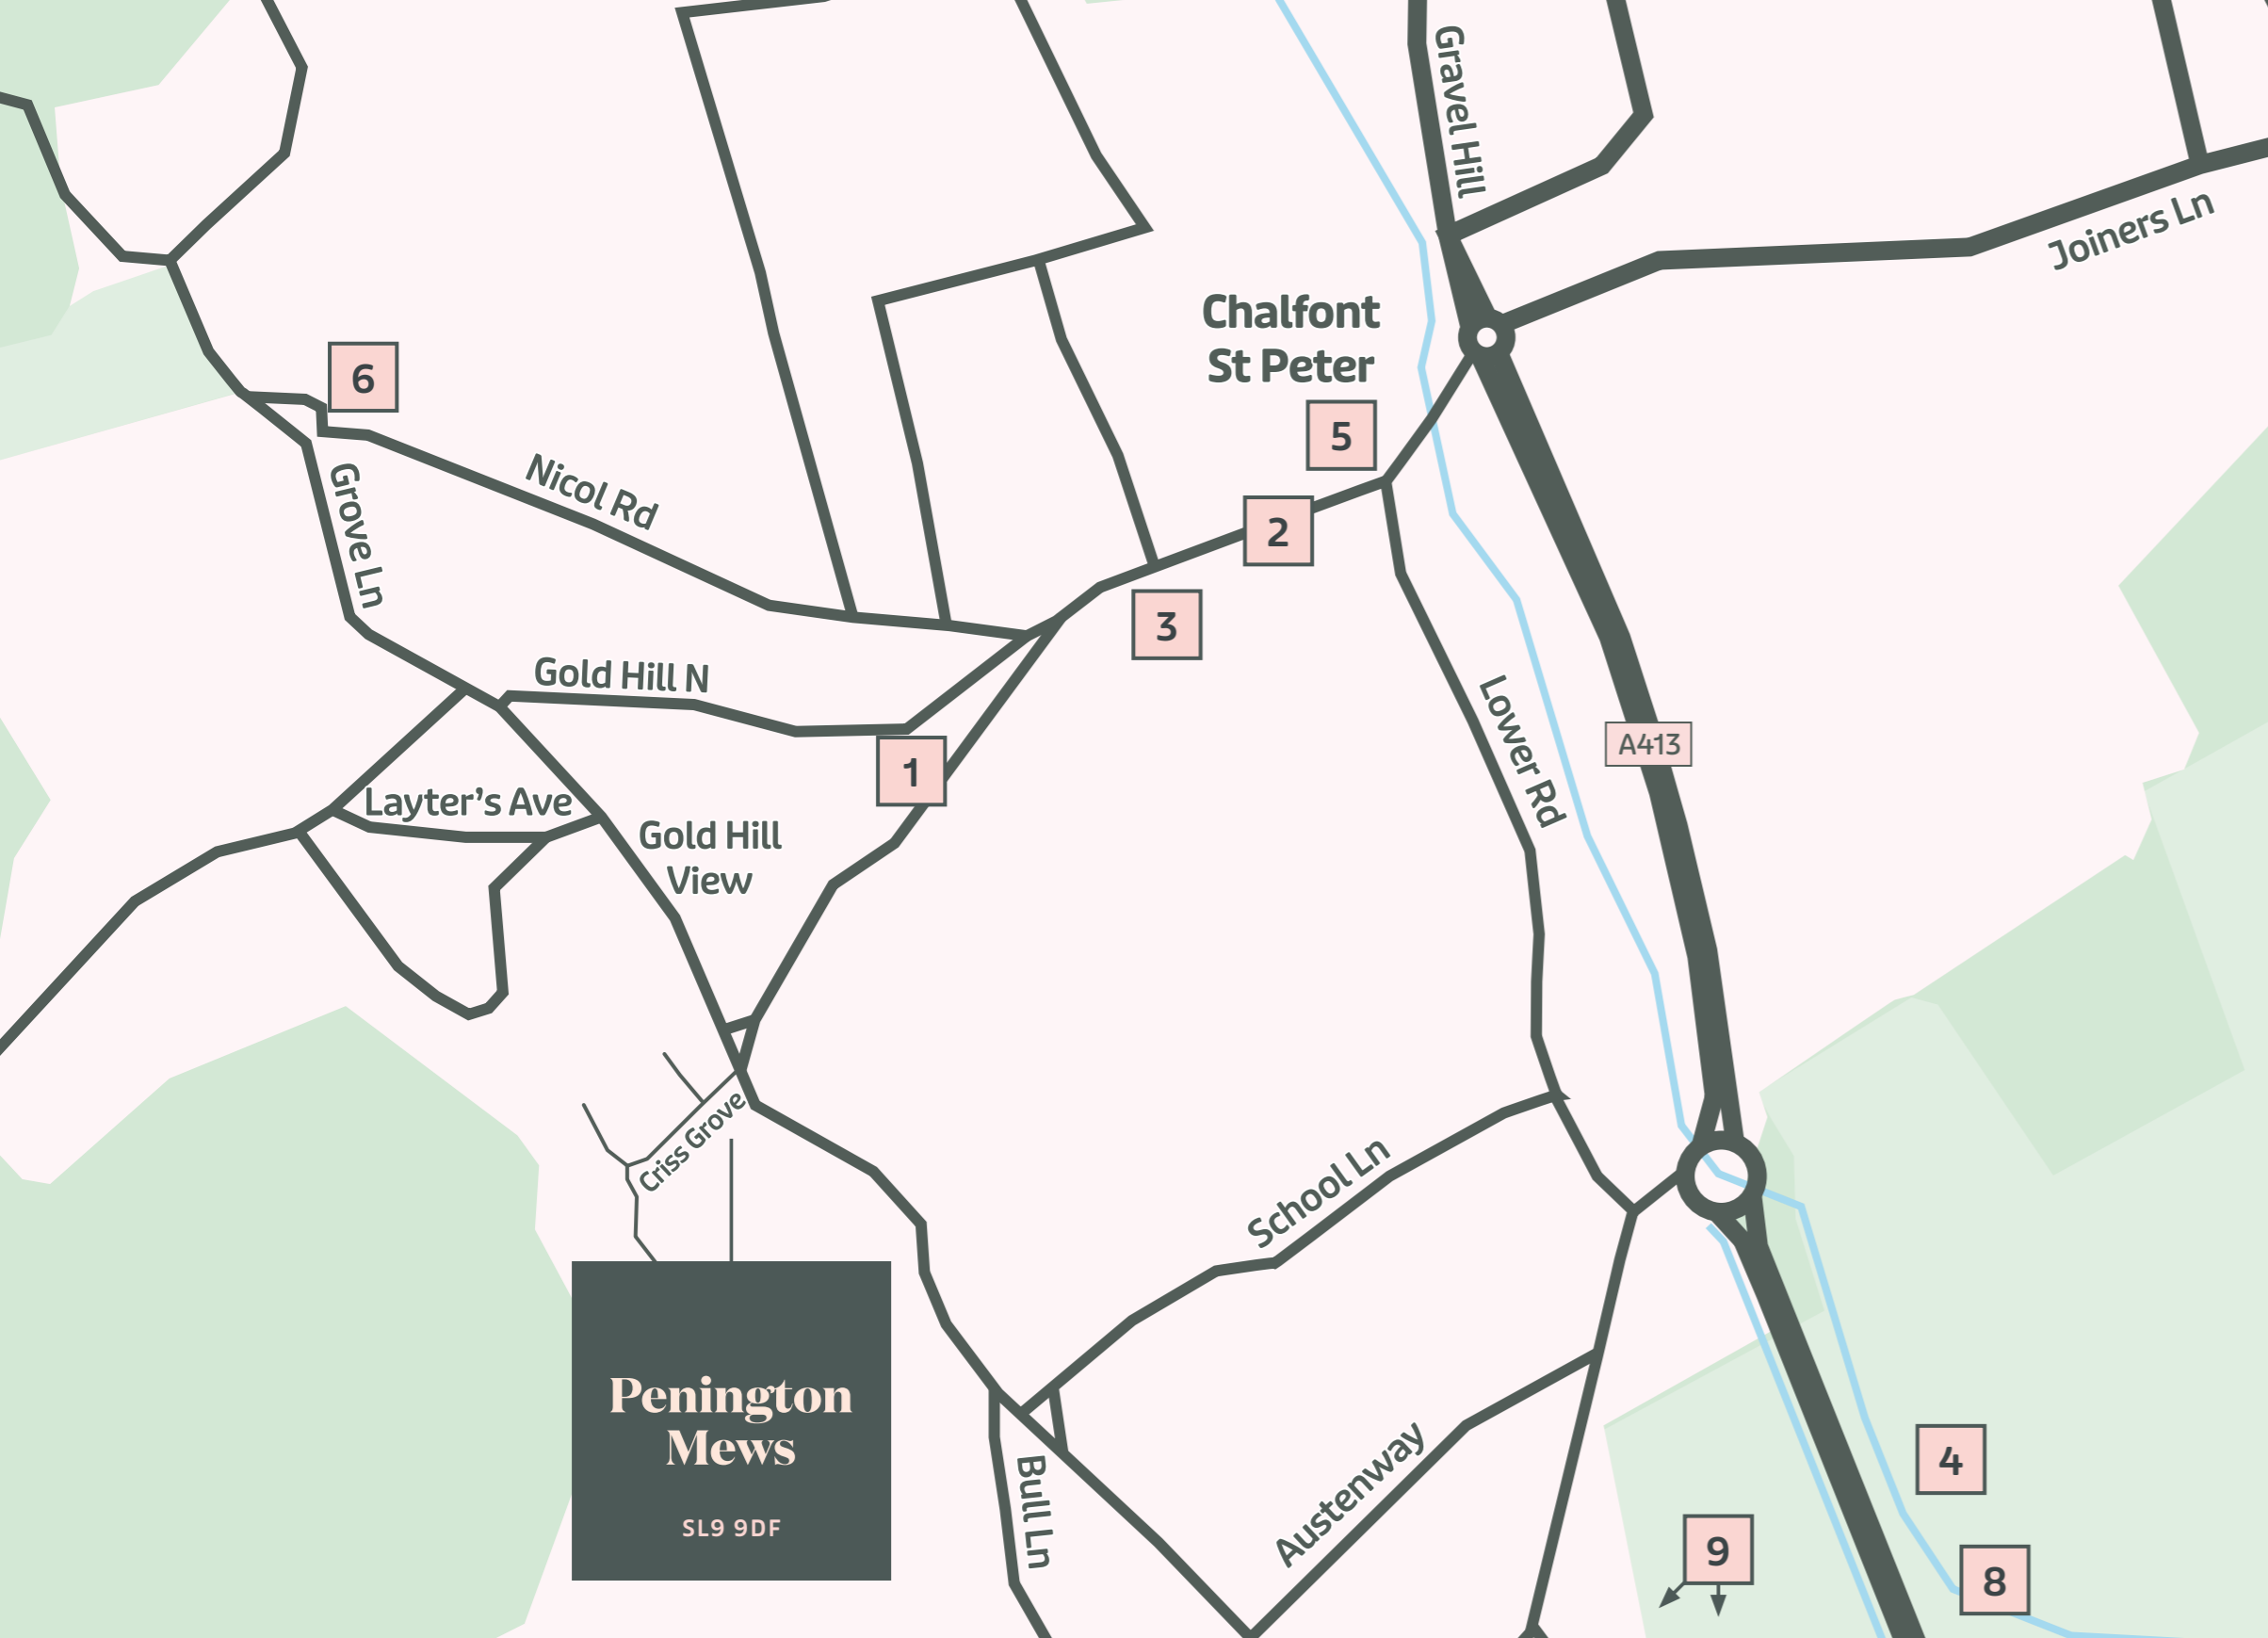 Gravel Hill
Joiners Ln
Chalfont
St Peter
6
5
Nicol Rd
2
Grove Ln
3
Gold Hill N
Lower Rd
A413
1
Layter's Ave
Gold Hill
View
Criss Grove
School Ln
Penington
Mews
SL9 9DF
Bull Ln
Austenway
4
9
8